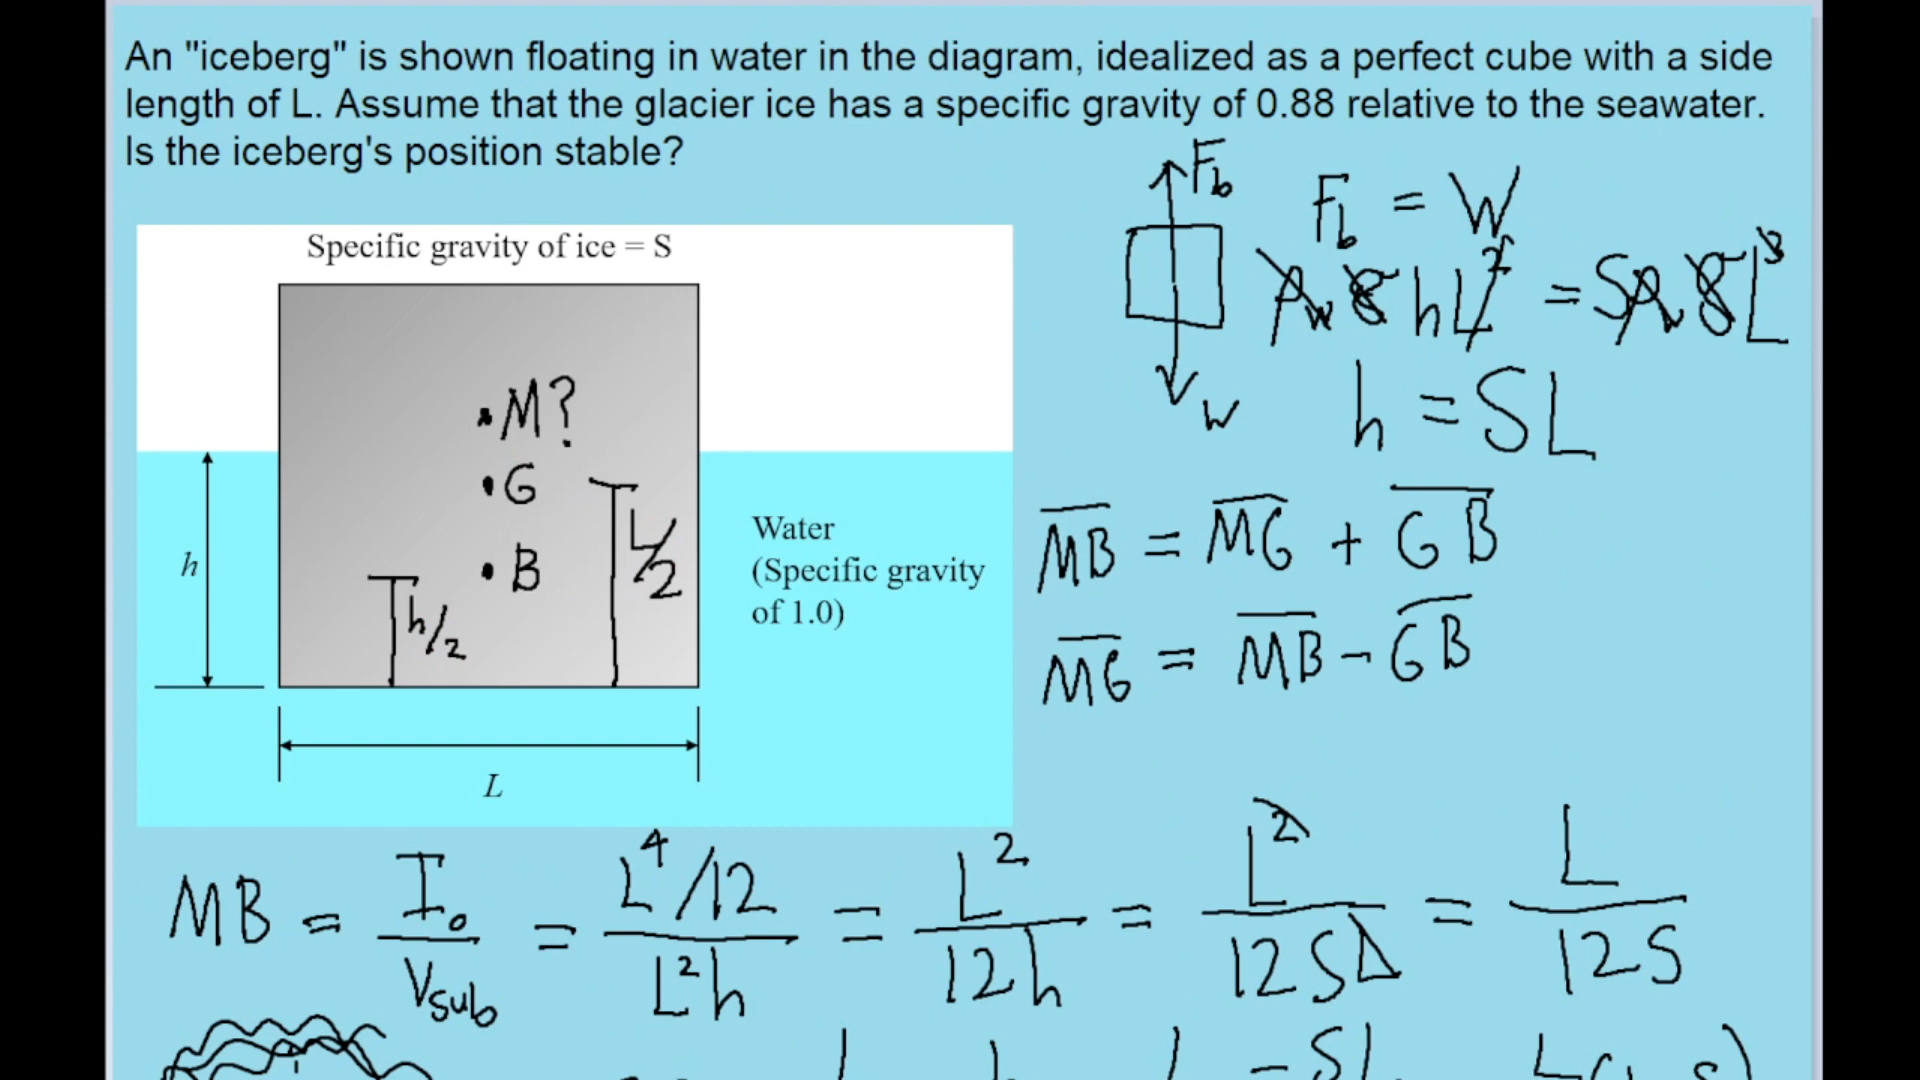 An "iceberg" is shown floating in water in the diagram, idealized as a perfect cube with a side
length of L. Assume that the glacier ice has a specific gravity of 0.88 relative to the seawater.
Is the iceberg's position stable?
Specific gravity of ice = S
.M?
.G
.B
h/2
L/2
h
L
Water
(Specific gravity
of 1.0)
Fb
W
Fb = W
h = SL
MB = MG + GB
MG = MB - GB
MB = I₀/Vsub = L⁴/12 / L²h = L²/12h = L²/12SL = L/12S